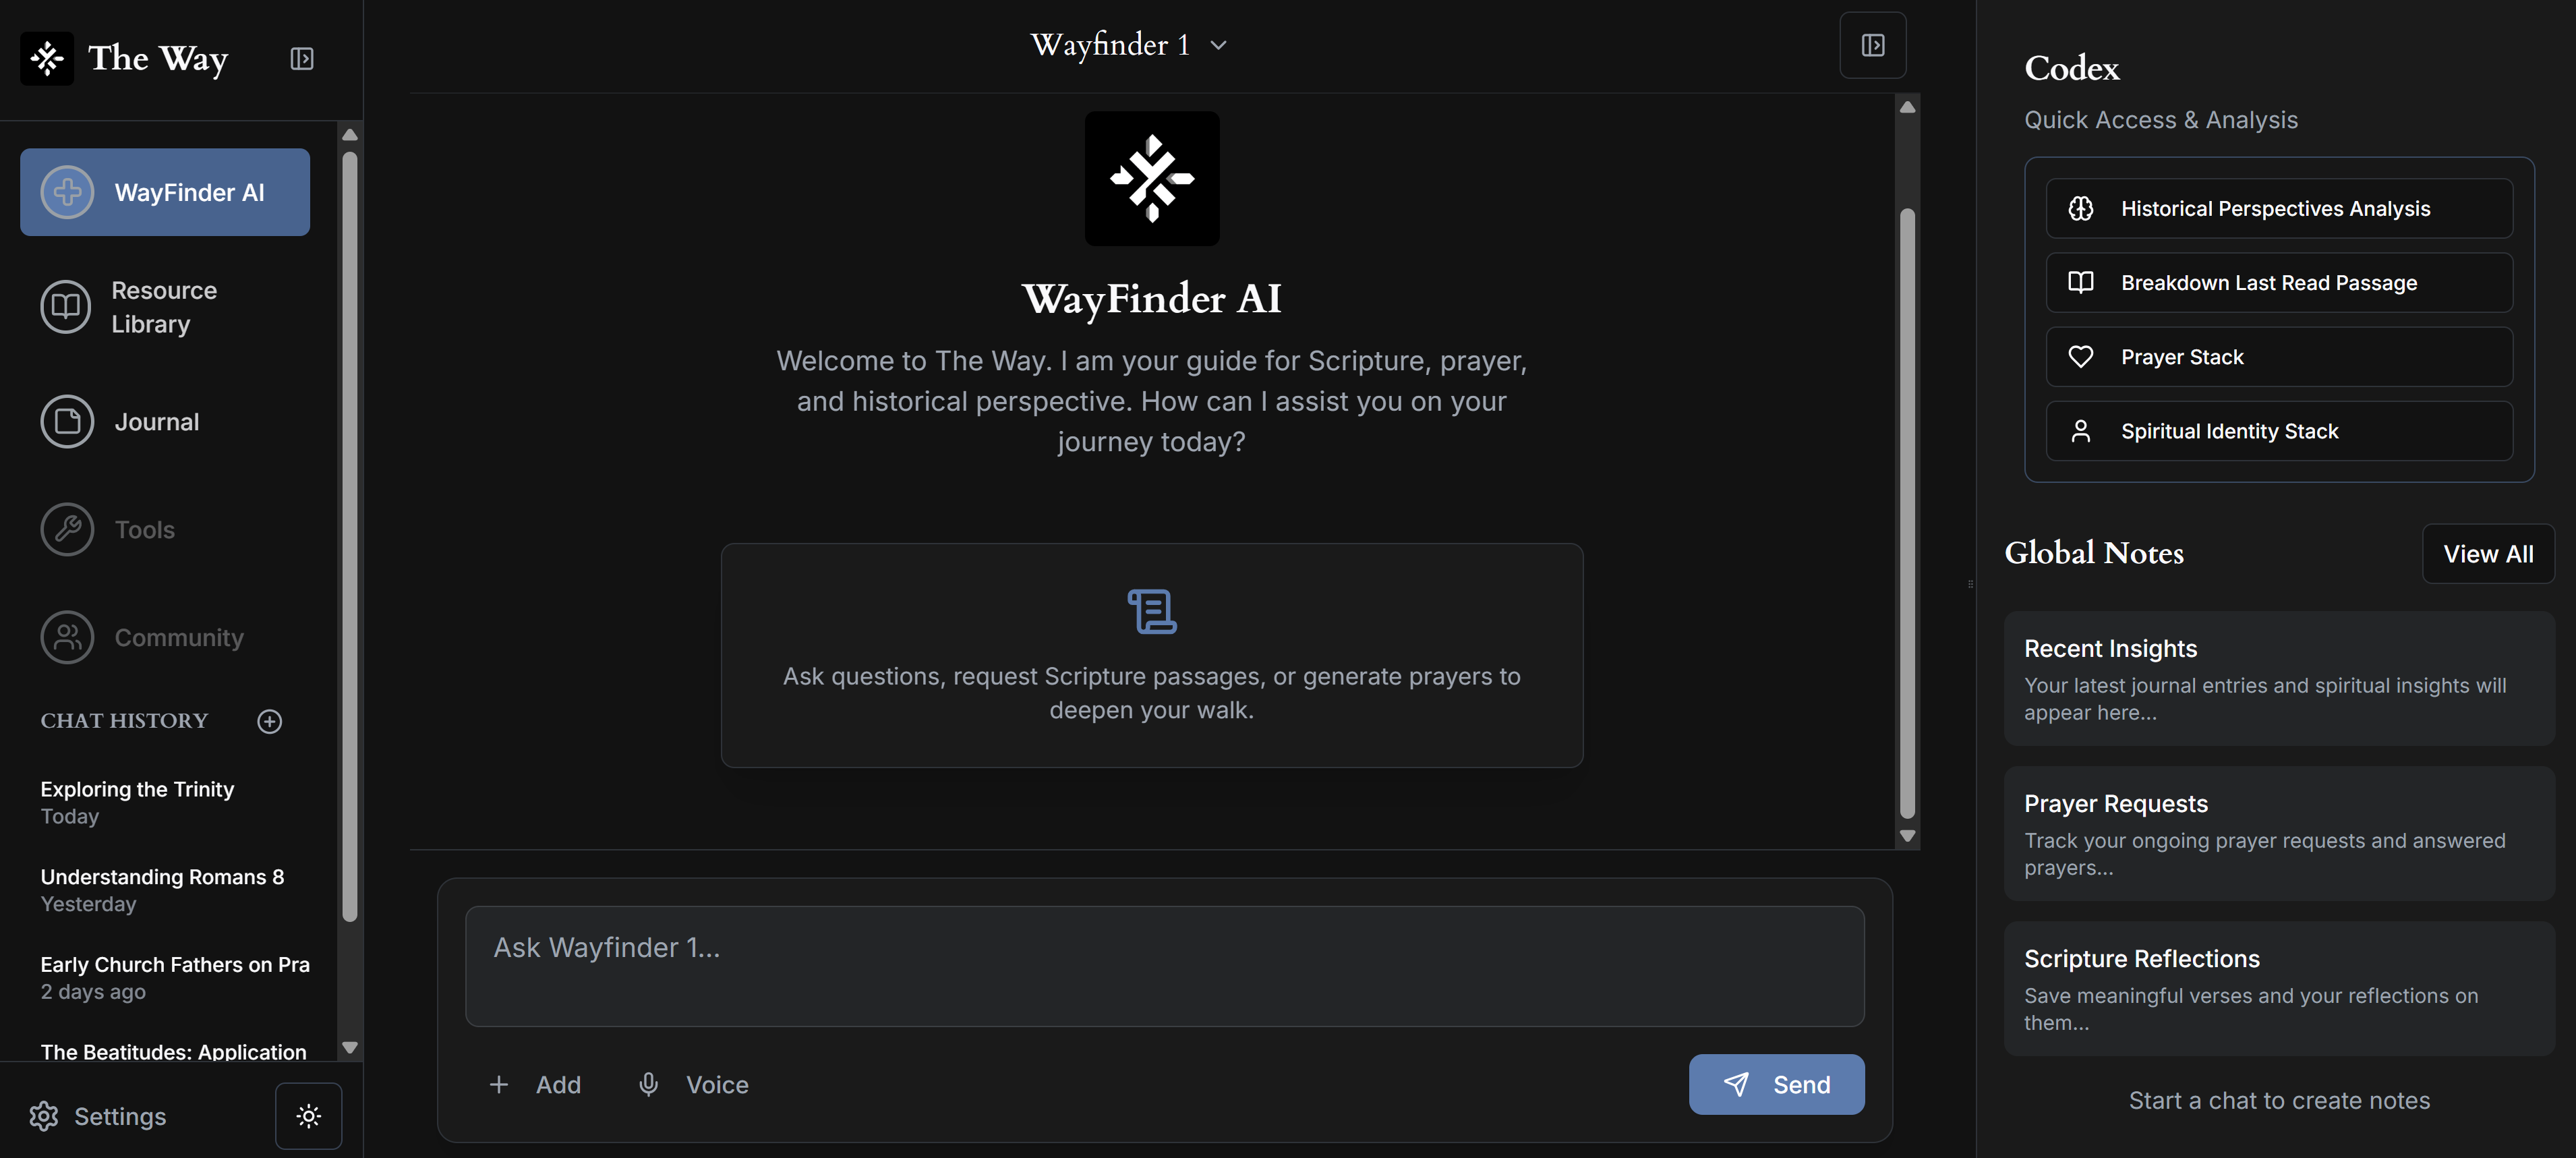 The Way
WayFinder AI
Resource
Library
Journal
Tools
Community
CHAT HISTORY
Exploring the Trinity
Today
Understanding Romans 8
Yesterday
Early Church Fathers on Pra
2 days ago
The Beatitudes: Application
Settings
Wayfinder 1
WayFinder AI
Welcome to The Way. I am your guide for Scripture, prayer,
and historical perspective. How can I assist you on your
journey today?
Ask questions, request Scripture passages, or generate prayers to
deepen your walk.
Ask Wayfinder 1...
Add
Voice
Send
Codex
Quick Access & Analysis
Historical Perspectives Analysis
Breakdown Last Read Passage
Prayer Stack
Spiritual Identity Stack
Global Notes
View All
Recent Insights
Your latest journal entries and spiritual insights will
appear here...
Prayer Requests
Track your ongoing prayer requests and answered
prayers...
Scripture Reflections
Save meaningful verses and your reflections on
them...
Start a chat to create notes